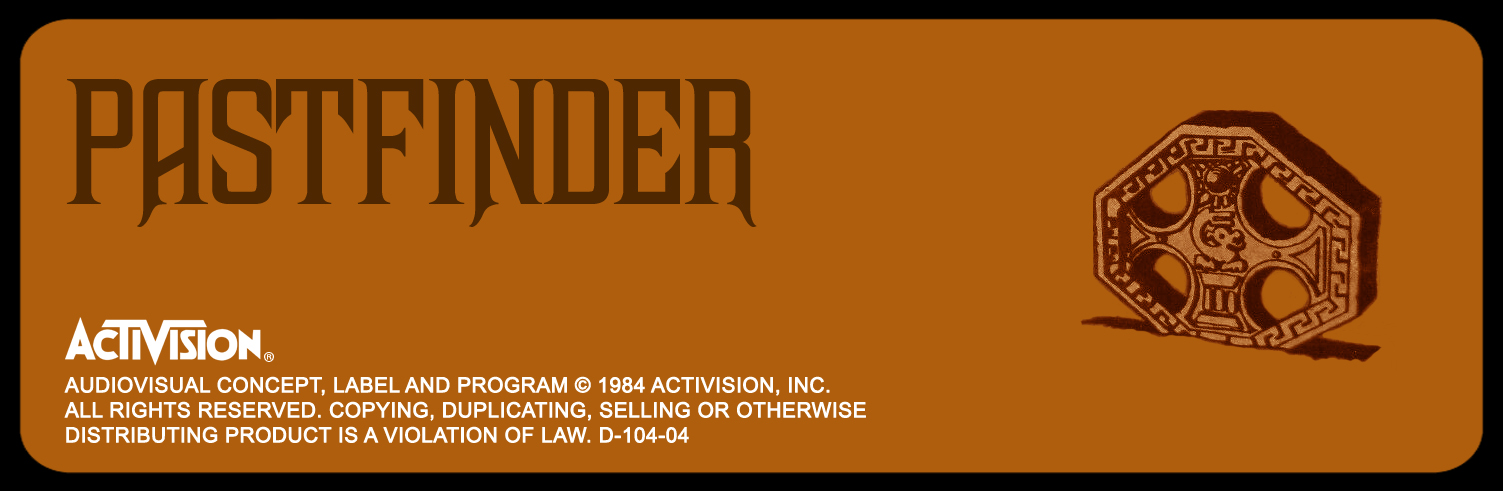 PASTFINDER
ACTIVISION®
AUDIOVISUAL CONCEPT, LABEL AND PROGRAM © 1984 ACTIVISION, INC.
ALL RIGHTS RESERVED. COPYING, DUPLICATING, SELLING OR OTHERWISE
DISTRIBUTING PRODUCT IS A VIOLATION OF LAW. D-104-04